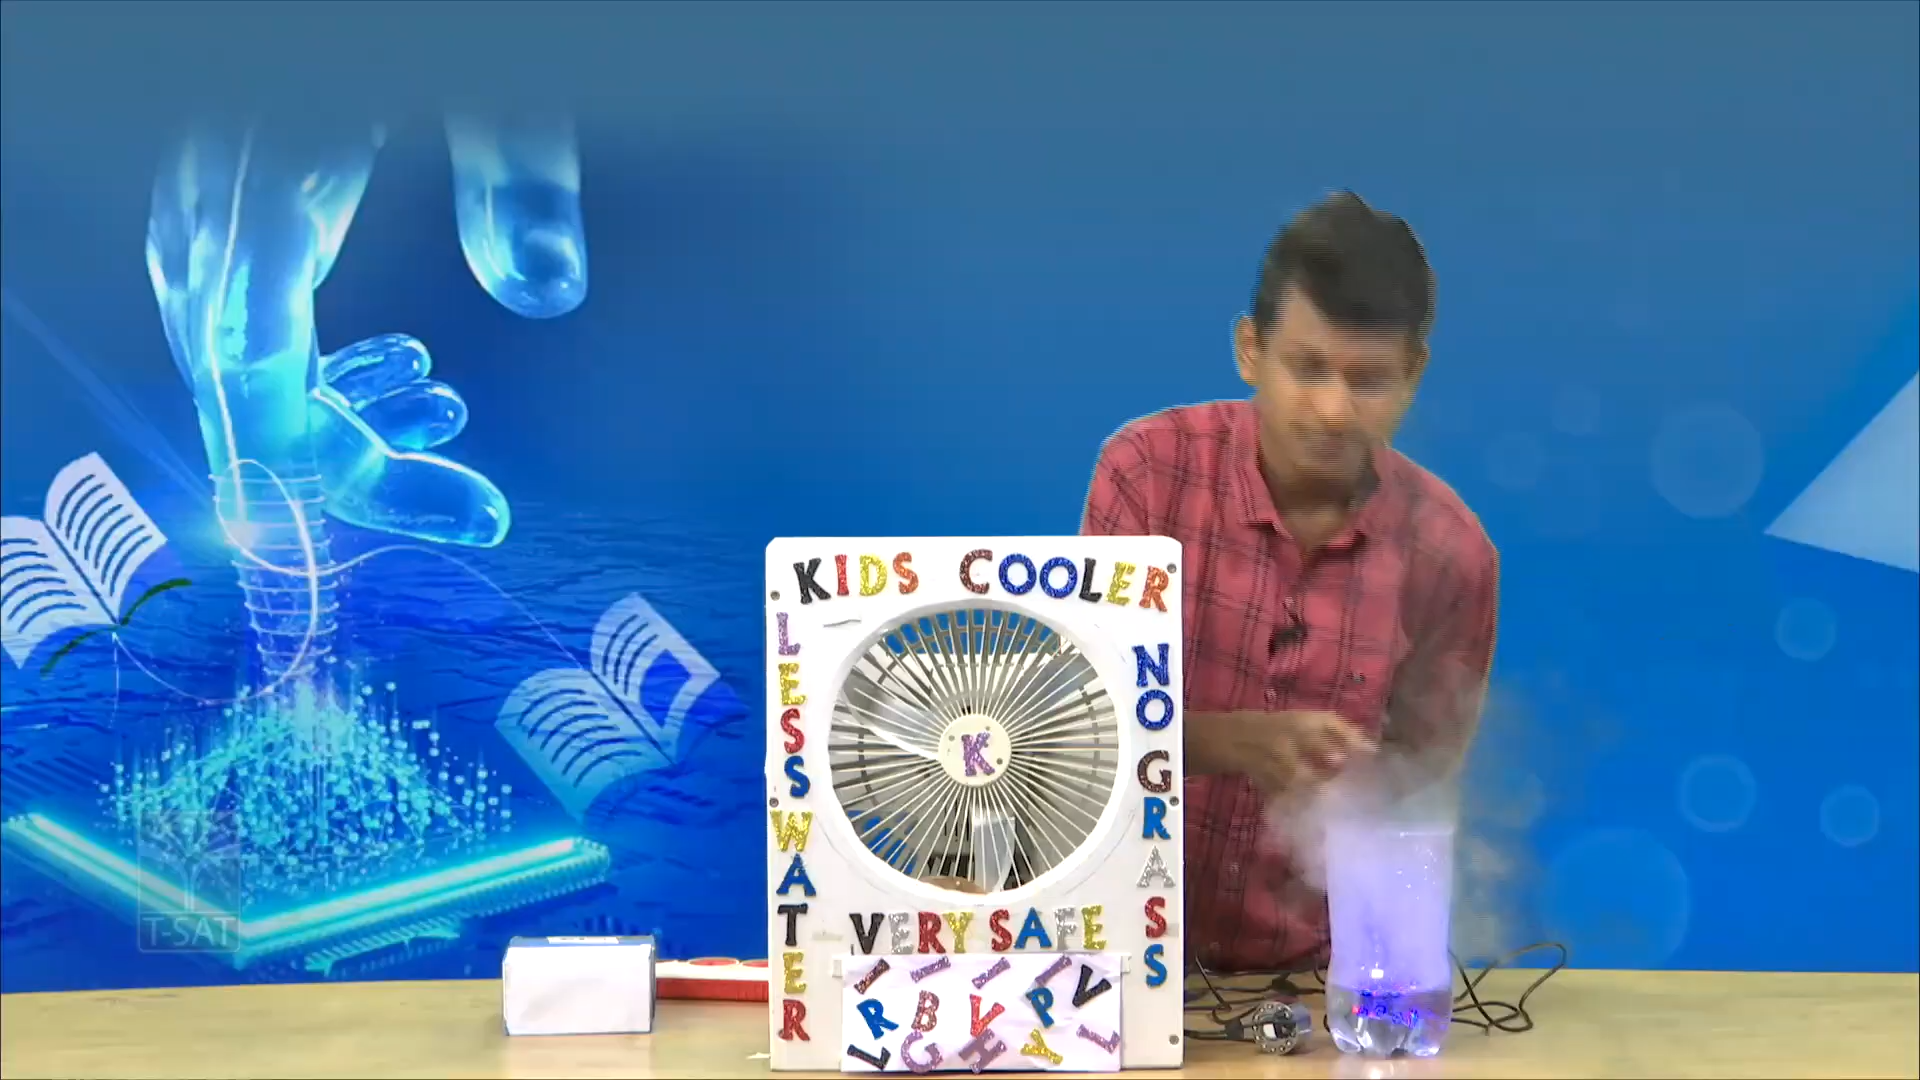 KIDS COOLER
LESS WATER
NO GRASS
K
VERY SAFE
T-SAT